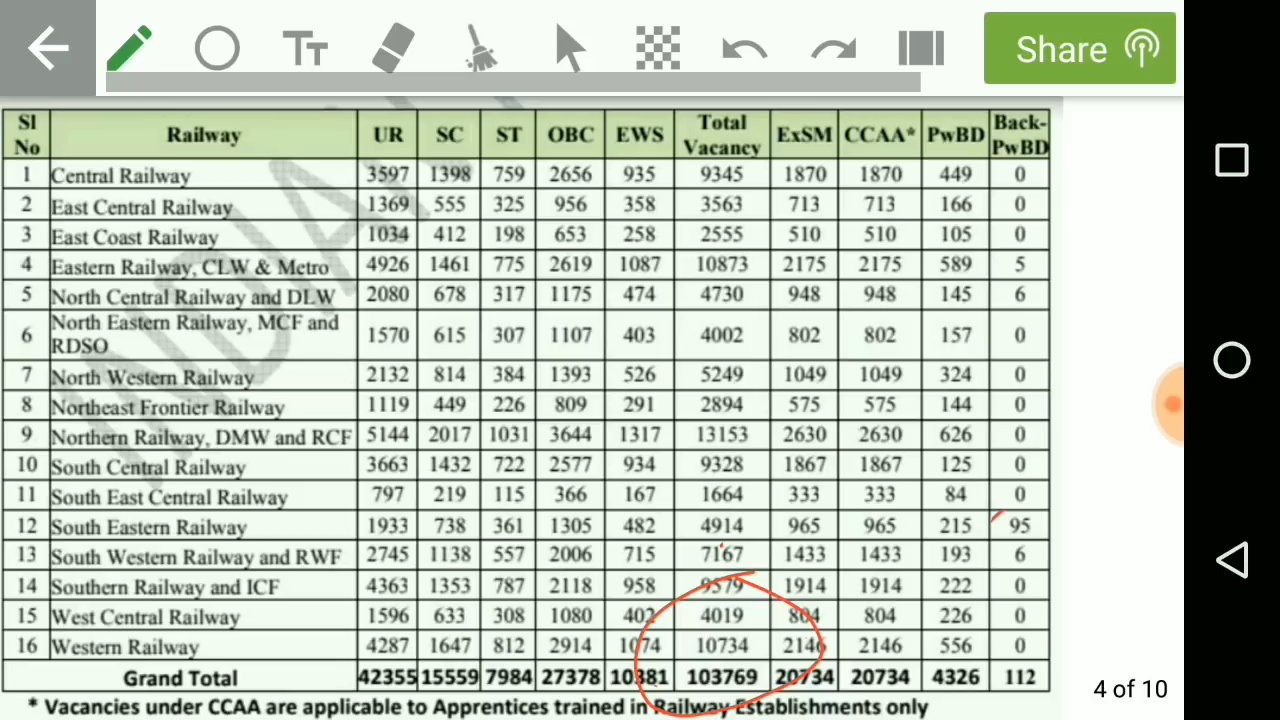 Tт Share
INDIAN
Sl No Railway UR SC ST OBC EWS Total Vacancy ExSM CCAA* PwBD Back-PwBD
1 Central Railway 3597 1398 759 2656 935 9345 1870 1870 449 0
2 East Central Railway 1369 555 325 956 358 3563 713 713 166 0
3 East Coast Railway 1034 412 198 653 258 2555 510 510 105 0
4 Eastern Railway, CLW & Metro 4926 1461 775 2619 1087 10873 2175 2175 589 5
5 North Central Railway and DLW 2080 678 317 1175 474 4730 948 948 145 6
6 North Eastern Railway, MCF and RDSO 1570 615 307 1107 403 4002 802 802 157 0
7 North Western Railway 2132 814 384 1393 526 5249 1049 1049 324 0
8 Northeast Frontier Railway 1119 449 226 809 291 2894 575 575 144 0
9 Northern Railway, DMW and RCF 5144 2017 1031 3644 1317 13153 2630 2630 626 0
10 South Central Railway 3663 1432 722 2577 934 9328 1867 1867 125 0
11 South East Central Railway 797 219 115 366 167 1664 333 333 84 0
12 South Eastern Railway 1933 738 361 1305 482 4914 965 965 215 95
13 South Western Railway and RWF 2745 1138 557 2006 715 7167 1433 1433 193 6
14 Southern Railway and ICF 4363 1353 787 2118 958 9579 1914 1914 222 0
15 West Central Railway 1596 633 308 1080 402 4019 804 804 226 0
16 Western Railway 4287 1647 812 2914 1074 10734 2146 2146 556 0
Grand Total 42355 15559 7984 27378 10381 103769 20734 20734 4326 112
* Vacancies under CCAA are applicable to Apprentices trained in Railway Establishments only
4 of 10